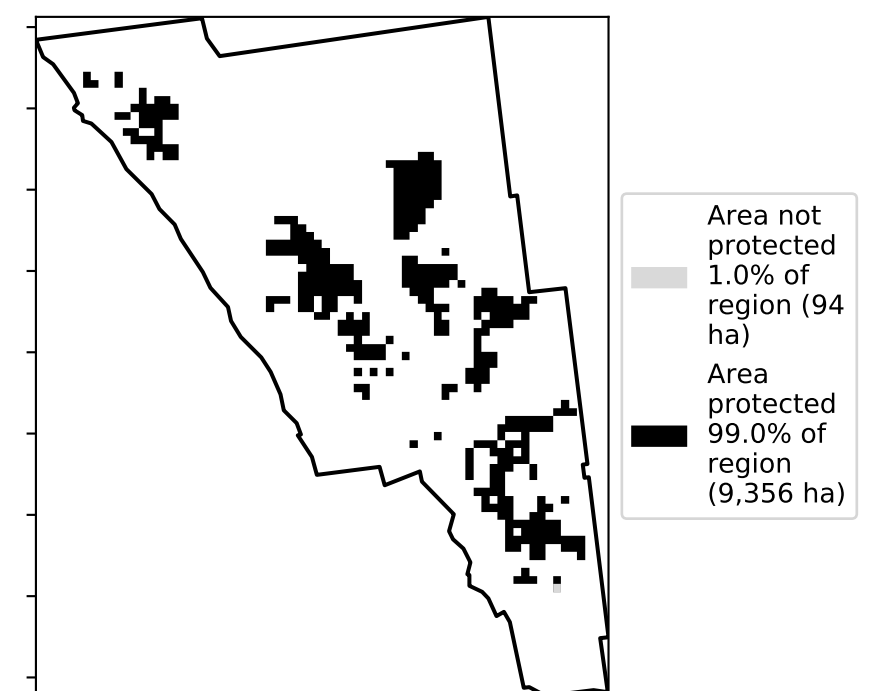 Area not
protected
1.0% of
region (94
ha)
Area
protected
99.0% of
region
(9,356 ha)